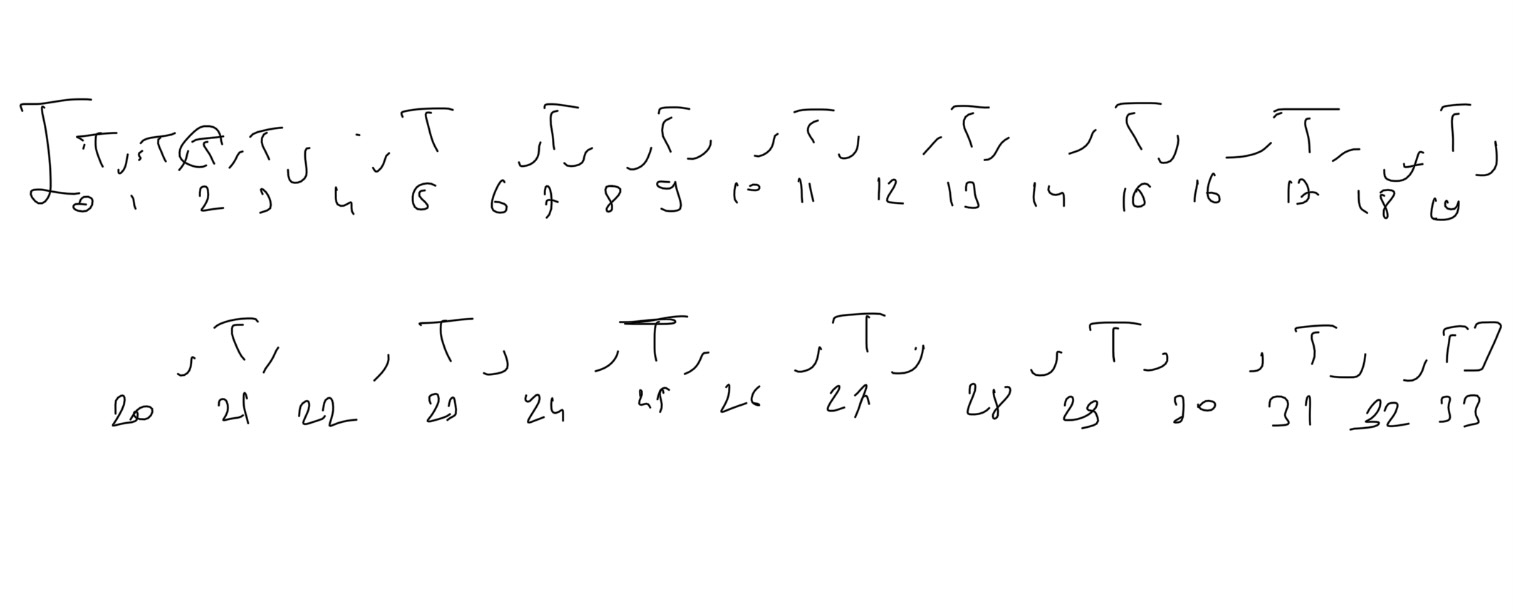 [T, T, T, T, , T , T, , T, , T, , T, , T, , T, , T, , T,
0 1 2 3 4 5 6 7 8 9 10 11 12 13 14 15 16 17 18 19
, T, , T, , T, , T, , T, , T, , T]
20 21 22 23 24 25 26 27 28 29 30 31 32 33